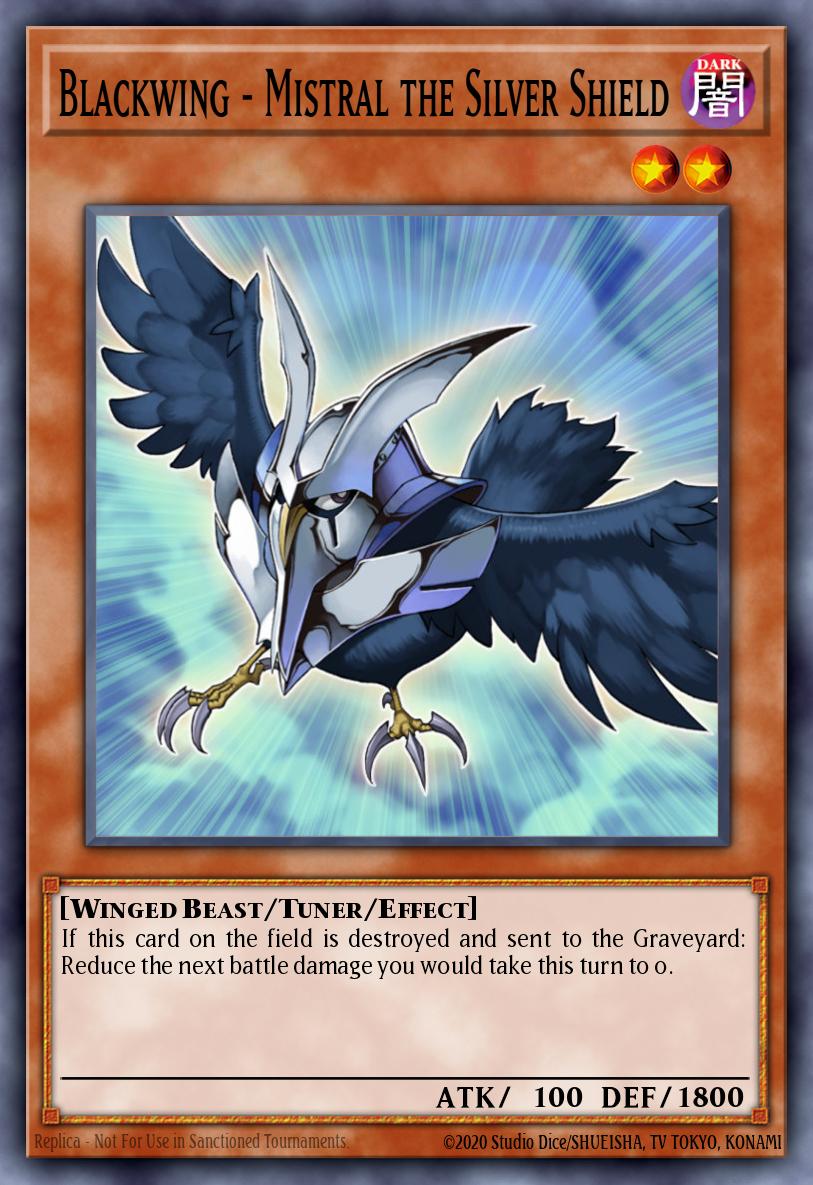 Blackwing - Mistral the Silver Shield
DARK
闇
[Winged Beast/Tuner/Effect]
If this card on the field is destroyed and sent to the Graveyard:
Reduce the next battle damage you would take this turn to 0.
ATK/ 100 DEF/1800
Replica - Not For Use in Sanctioned Tournaments.
©2020 Studio Dice/SHUEISHA, TV TOKYO, KONAMI